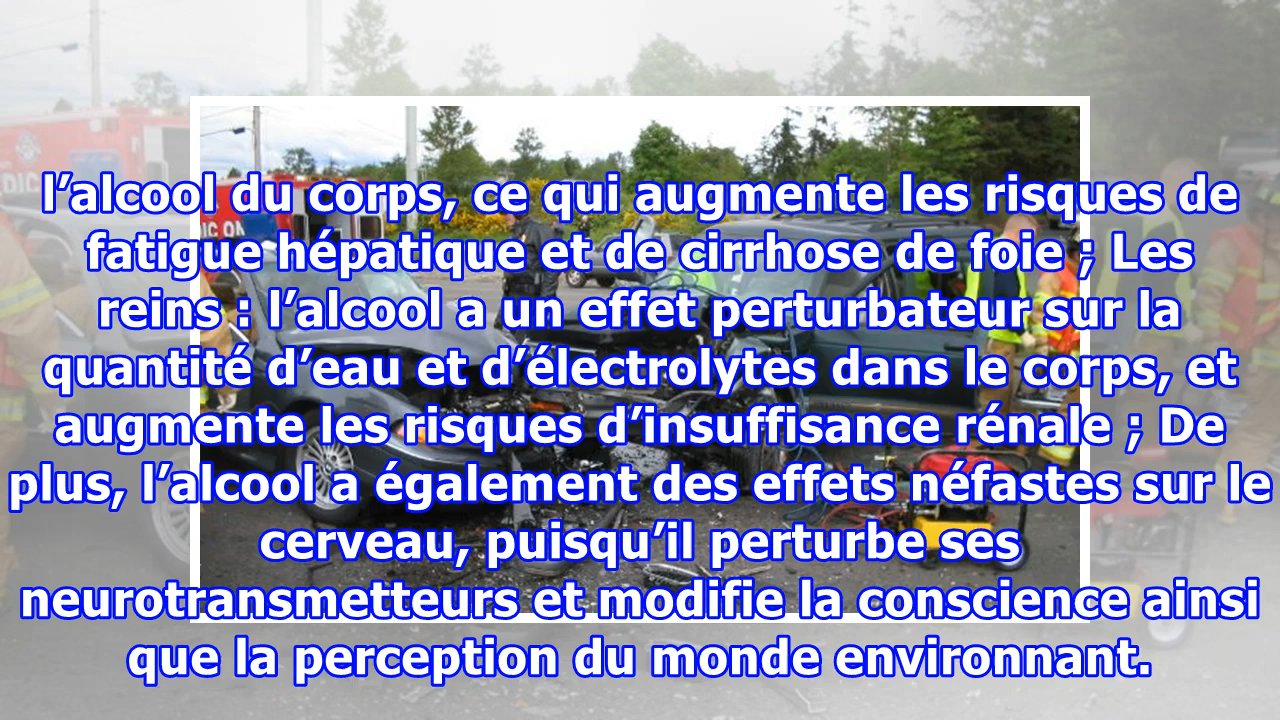 l’alcool du corps, ce qui augmente les risques de
fatigue hépatique et de cirrhose de foie ; Les
reins : l’alcool a un effet perturbateur sur la
quantité d’eau et d’électrolytes dans le corps, et
augmente les risques d’insuffisance rénale ; De
plus, l’alcool a également des effets néfastes sur le
cerveau, puisqu’il perturbe ses
neurotransmetteurs et modifie la conscience ainsi
que la perception du monde environnant.